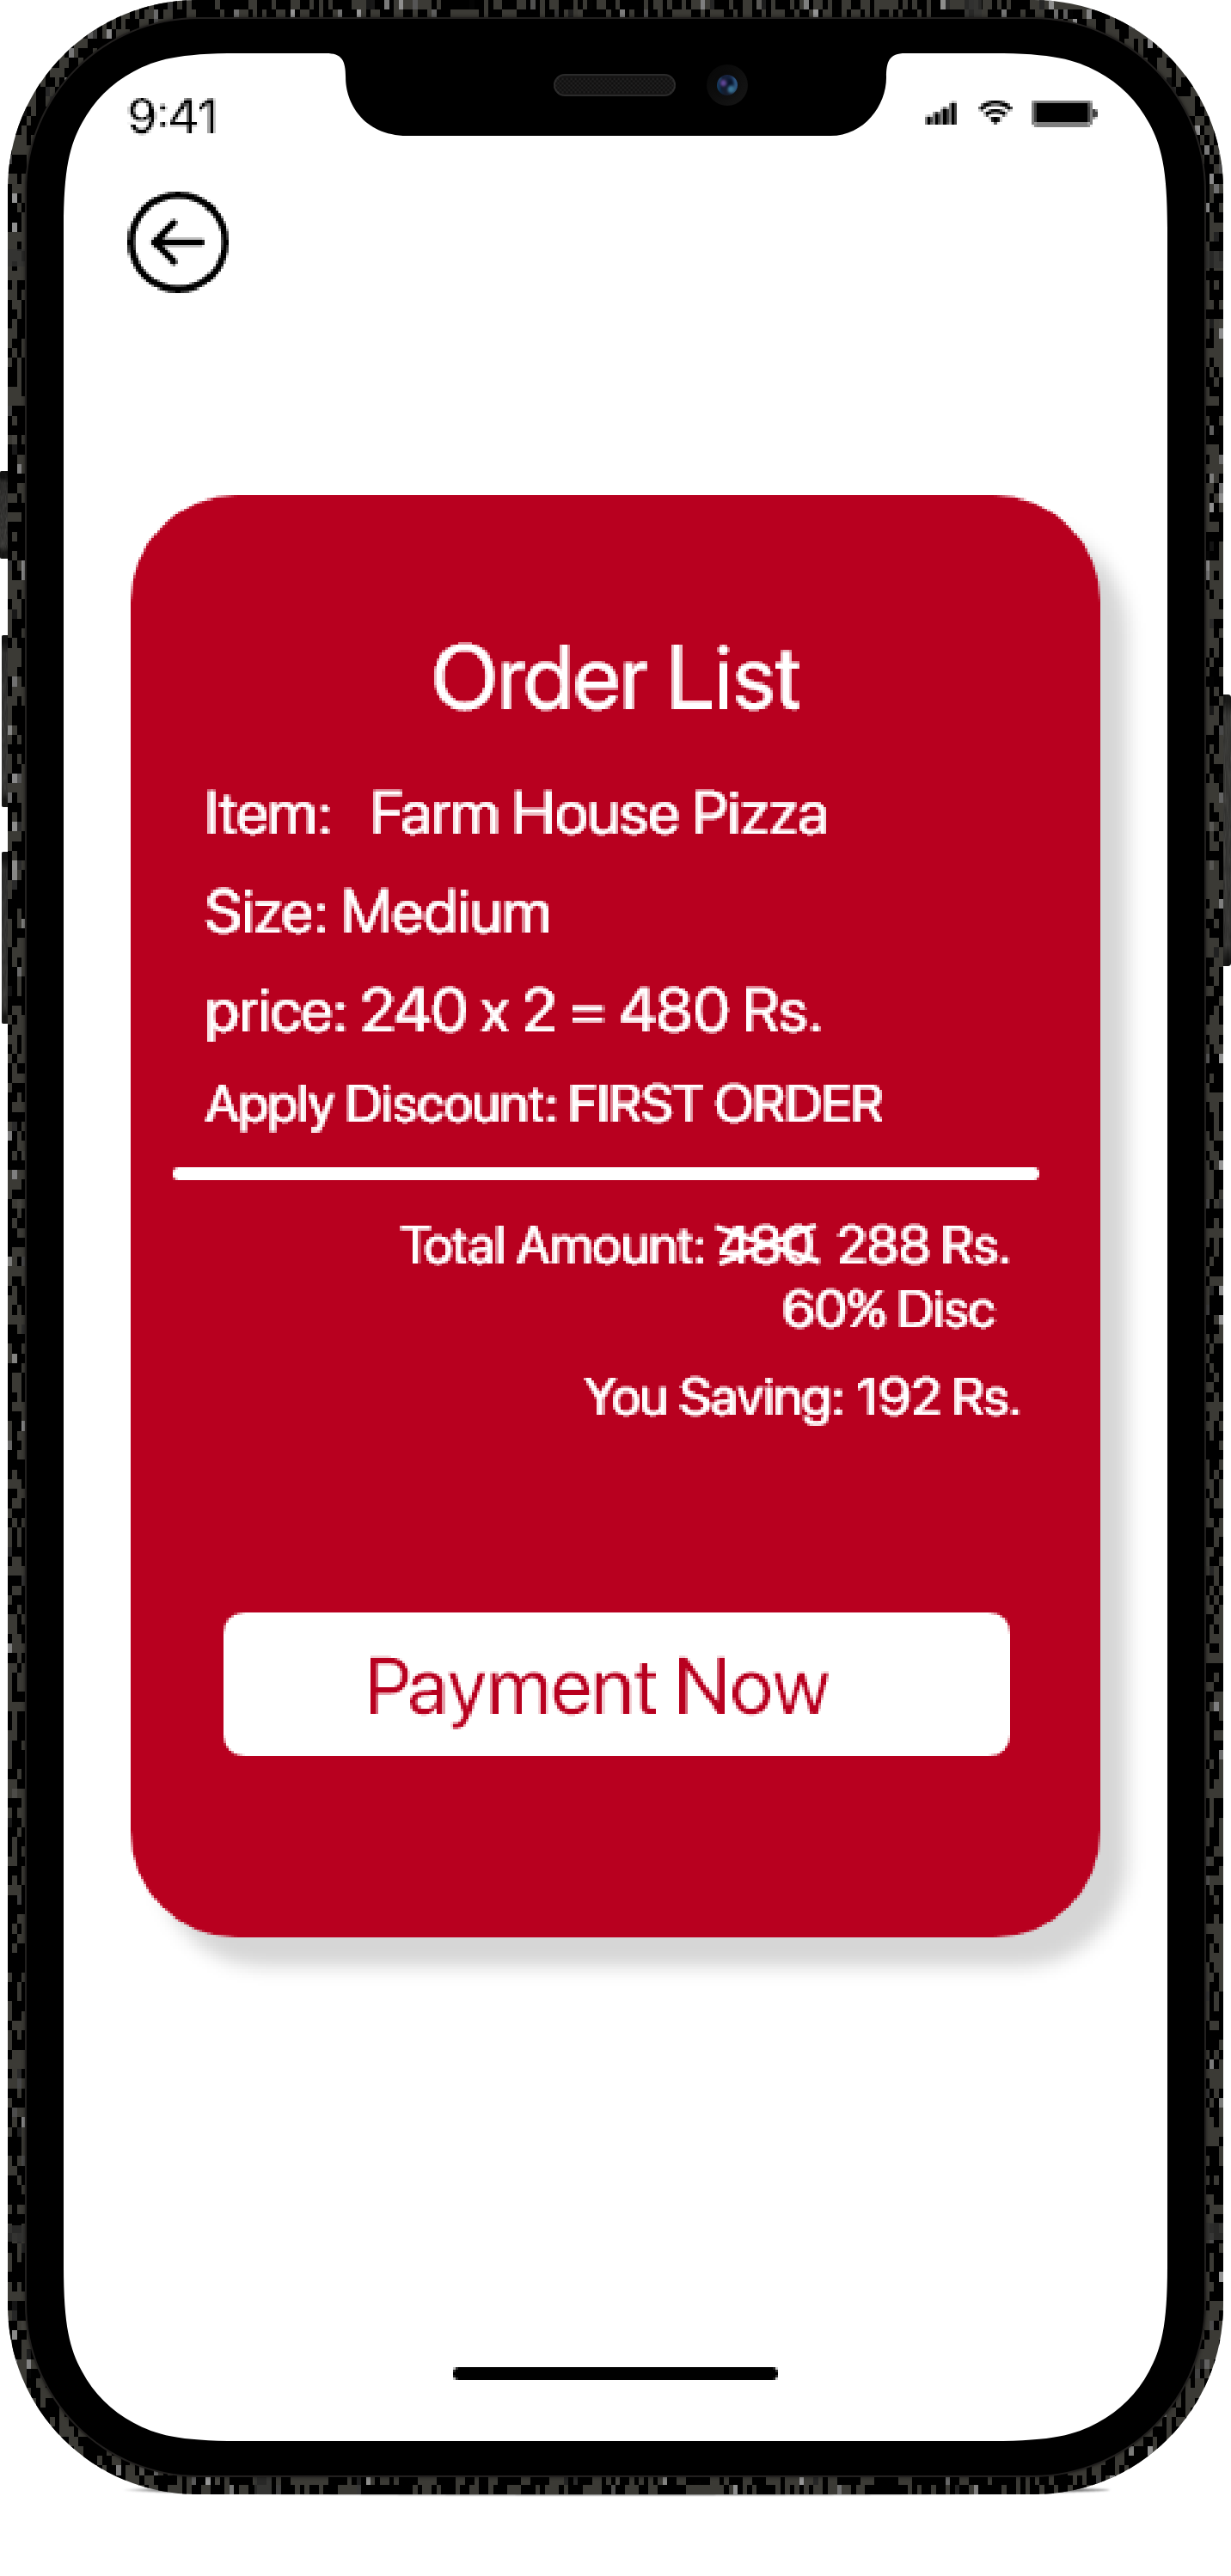 9:41
Order List
Item: Farm House Pizza
Size: Medium
price: 240 x 2 = 480 Rs.
Apply Discount: FIRST ORDER
Total Amount: 480 288 Rs.
60% Disc
You Saving: 192 Rs.
Payment Now